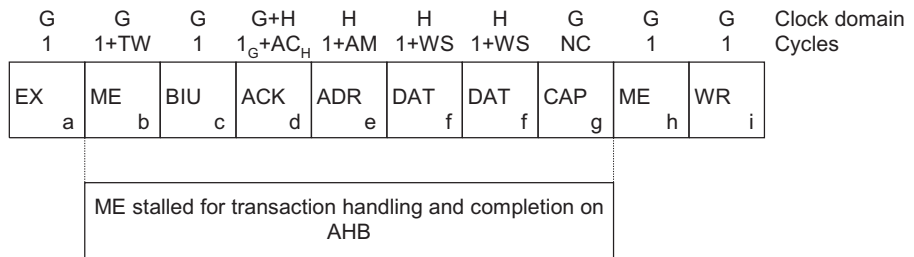 G G G G+H H H H G G G Clock domain
1 1+TW 1 1G+ACH 1+AM 1+WS 1+WS NC 1 1 Cycles
EX ME BIU ACK ADR DAT DAT CAP ME WR
a b c d e f f g h i
ME stalled for transaction handling and completion on
AHB